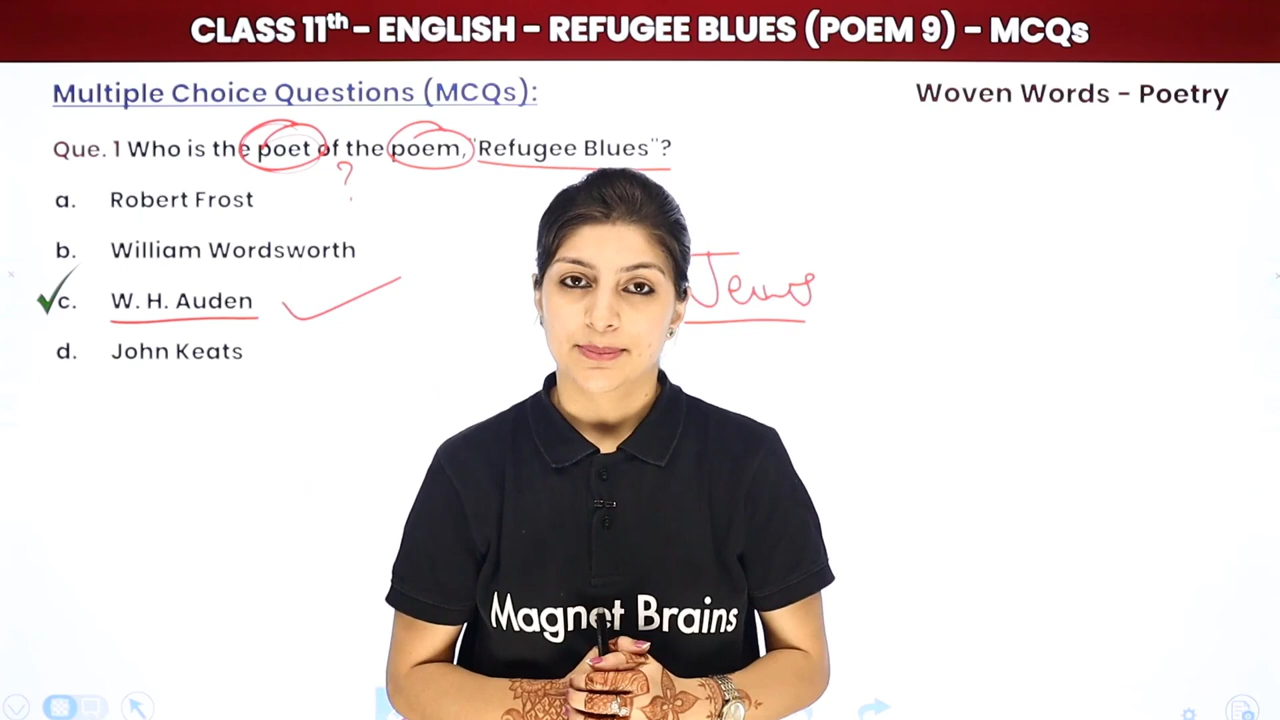 CLASS 11th – ENGLISH – REFUGEE BLUES (POEM 9) – MCQs
Multiple Choice Questions (MCQs):
Woven Words – Poetry
Que. 1 Who is the poet of the poem, "Refugee Blues"?
?
a. Robert Frost
b. William Wordsworth
c. W. H. Auden
Jews
d. John Keats
Magnet Brains